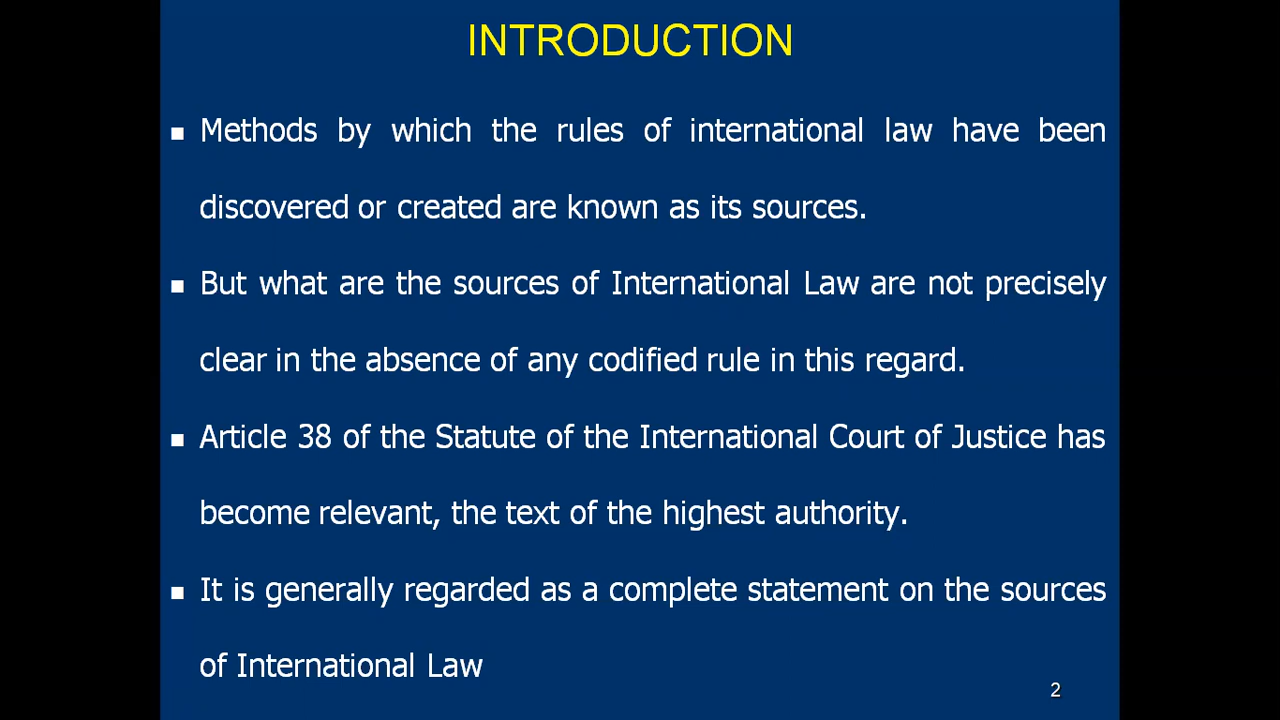 INTRODUCTION
▪ Methods by which the rules of international law have been
discovered or created are known as its sources.
▪ But what are the sources of International Law are not precisely
clear in the absence of any codified rule in this regard.
▪ Article 38 of the Statute of the International Court of Justice has
become relevant, the text of the highest authority.
▪ It is generally regarded as a complete statement on the sources
of International Law
2